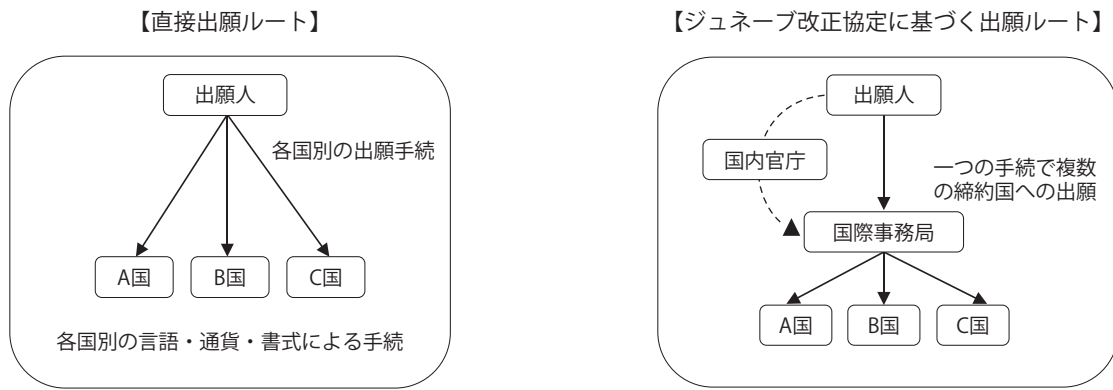 【直接出願ルート】
出願人
各国別の出願手続
A国
B国
C国
各国別の言語・通貨・書式による手続
【ジュネーブ改正協定に基づく出願ルート】
出願人
国内官庁
一つの手続で複数
の締約国への出願
国際事務局
A国
B国
C国